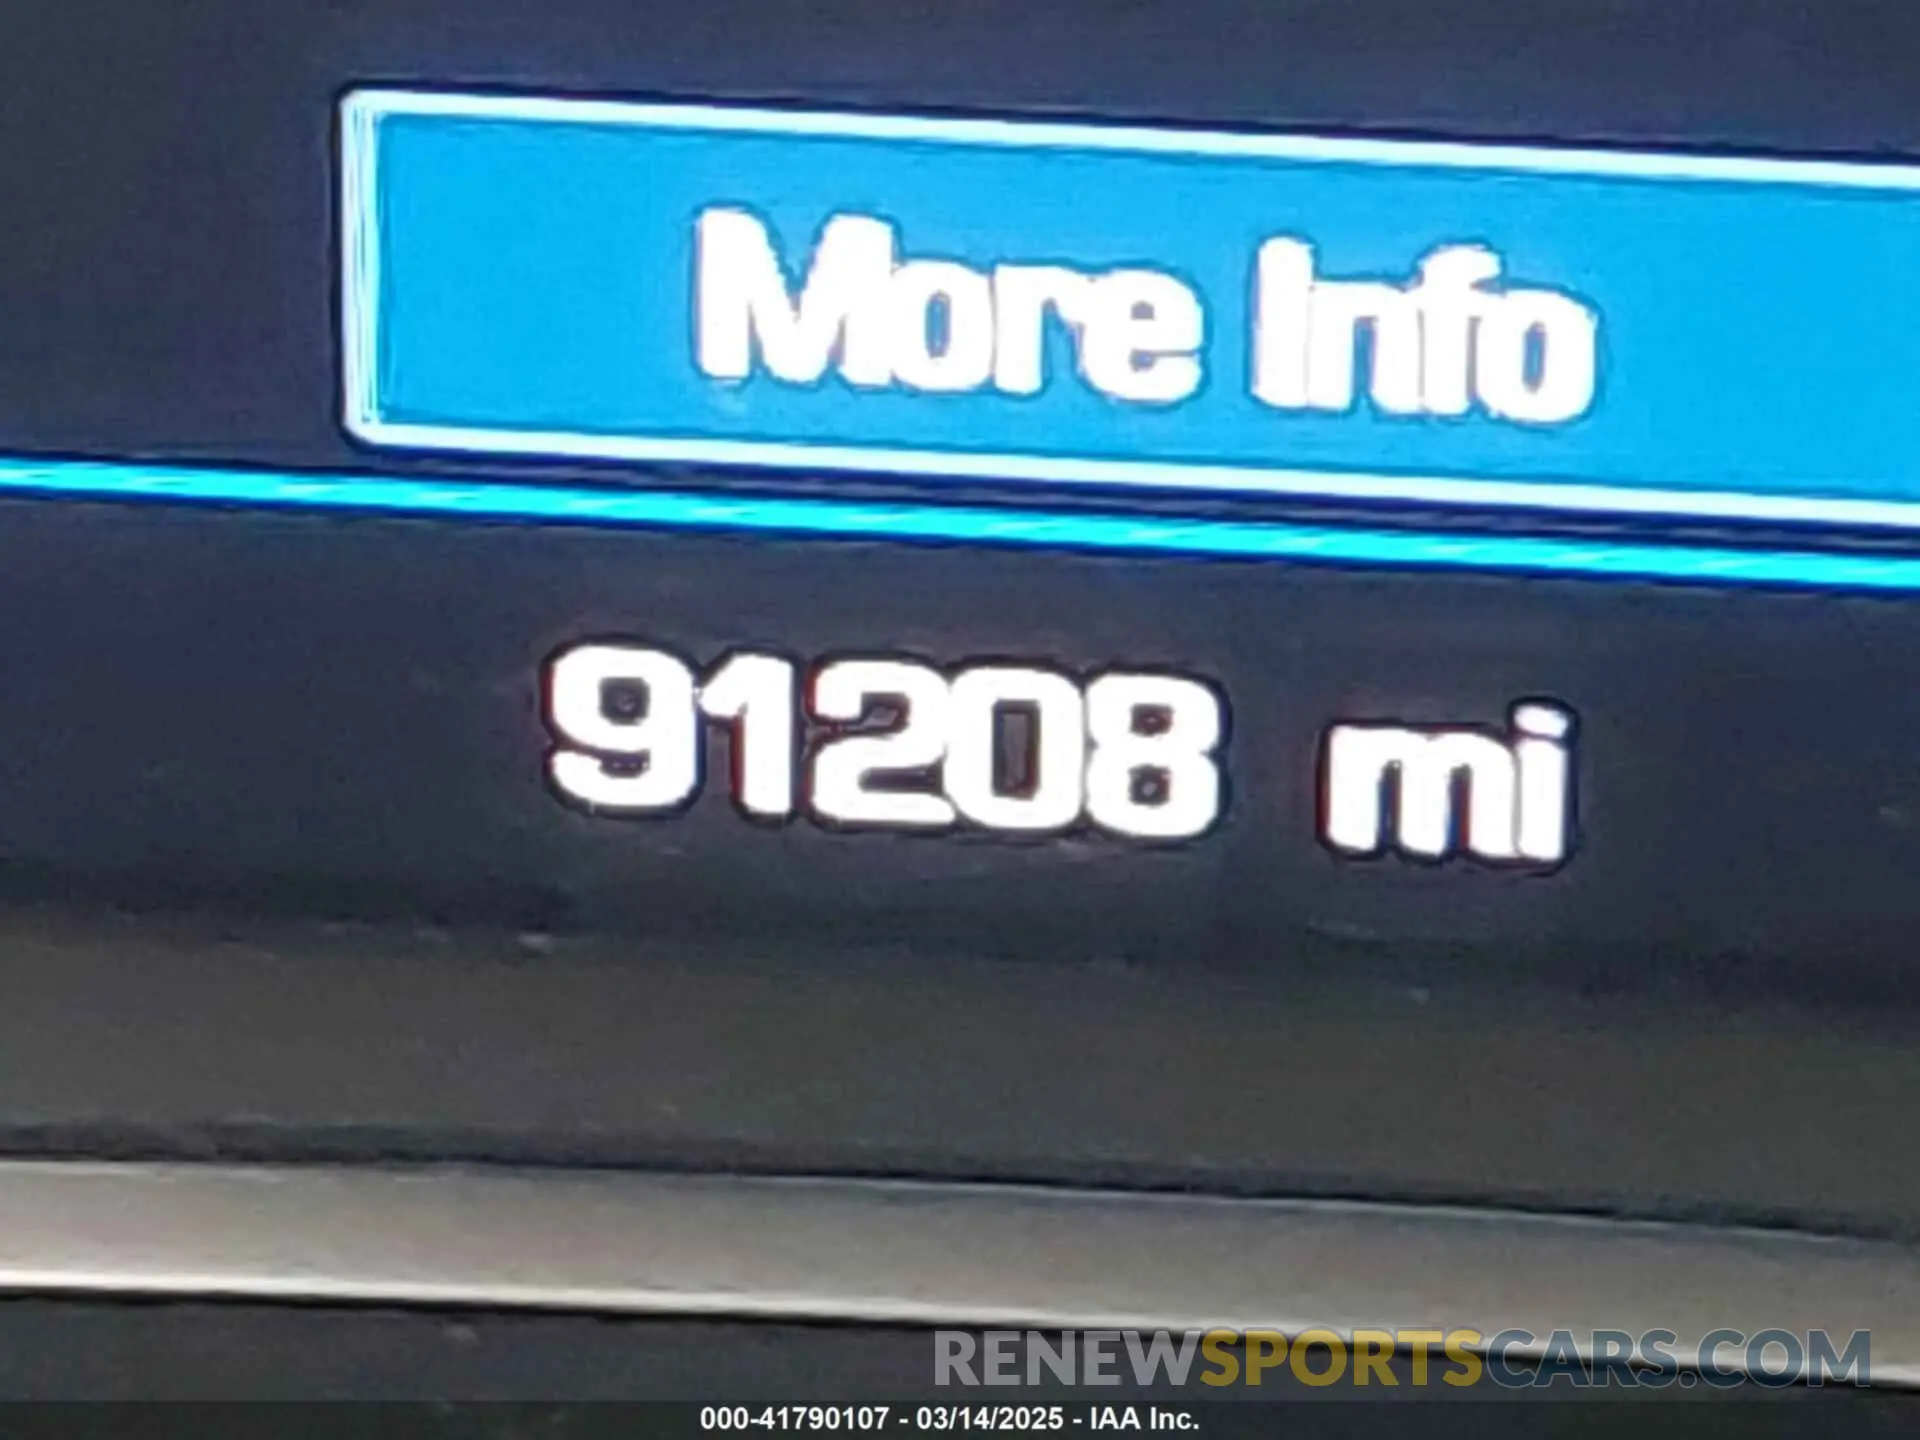 More Info
91208 mi
RENEWSPORTSCARS.COM
000-41790107 - 03/14/2025 - IAA Inc.